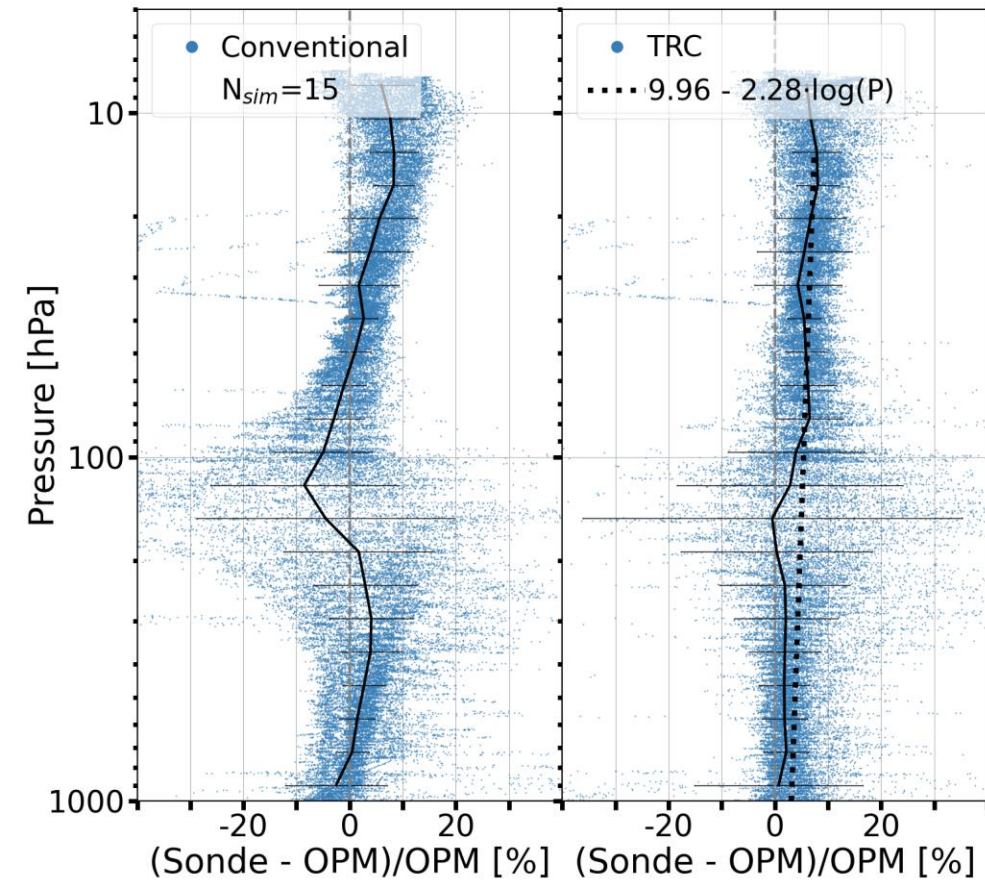 Conventional
N_sim=15
TRC
9.96 - 2.28·log(P)
Pressure [hPa]
10
100
1000
-20
0
20
-20
0
20
(Sonde - OPM)/OPM [%]
(Sonde - OPM)/OPM [%]